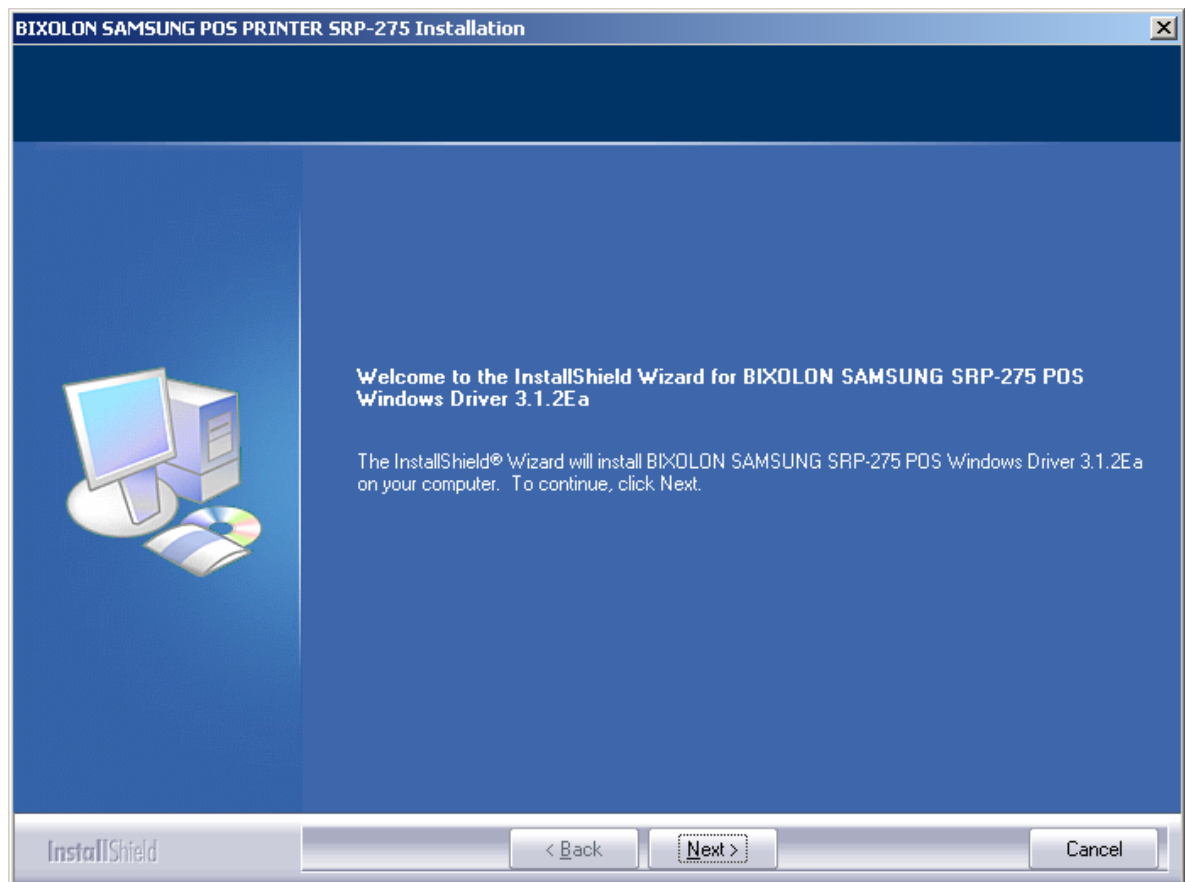 BIXOLON SAMSUNG POS PRINTER SRP-275 Installation
Welcome to the InstallShield Wizard for BIXOLON SAMSUNG SRP-275 POS
Windows Driver 3.1.2Ea
The InstallShield® Wizard will install BIXOLON SAMSUNG SRP-275 POS Windows Driver 3.1.2Ea
on your computer.  To continue, click Next.
InstallShield
< Back
Next >
Cancel